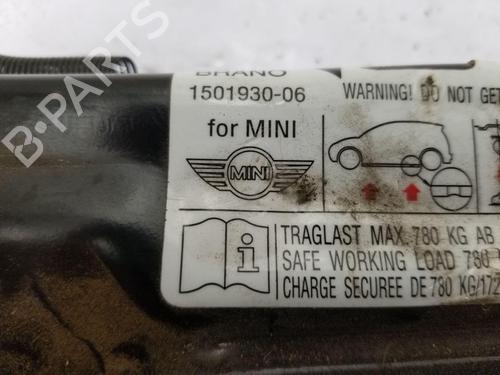 BRANO
1501930-06
WARNING! DO NOT GET
for MINI
MINI
TRAGLAST MAX. 780 KG AB
SAFE WORKING LOAD 780
CHARGE SECUREE DE 780 KG/172
B-PARTS